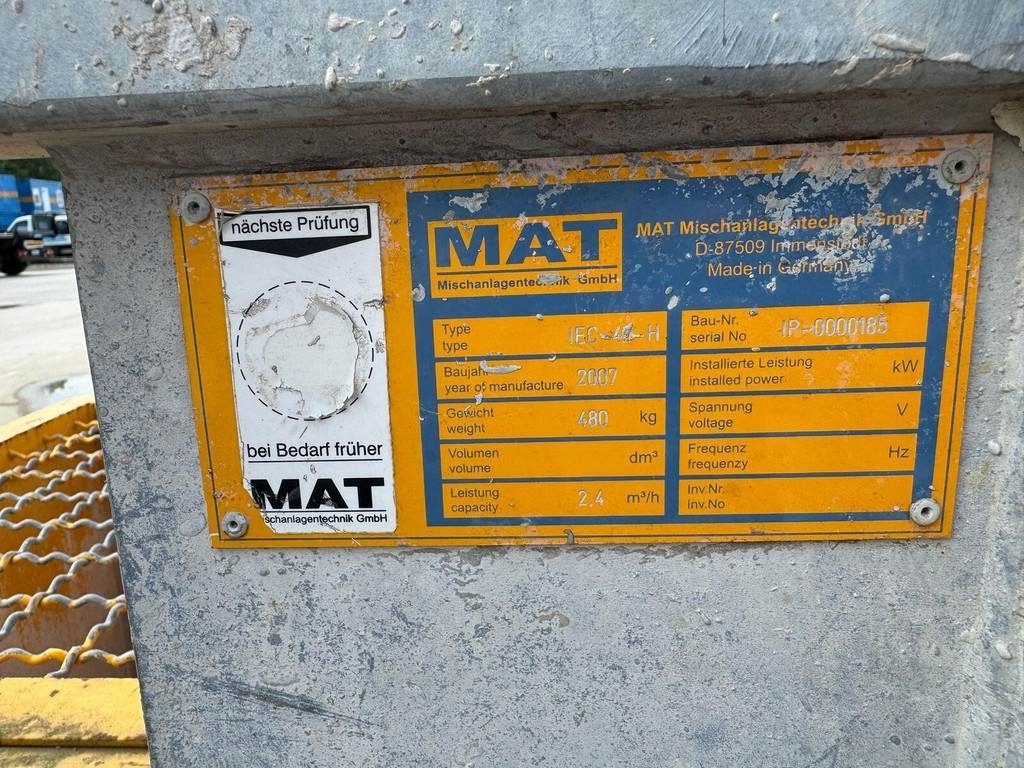 nächste Prüfung
bei Bedarf früher
MAT
schanlagentechnik GmbH
MAT
Mischanlagentechnik GmbH
MAT Mischanlagentechnik GmbH
D-87509 Immenstadt
Made in Germany
Type
type
Baujahr
year of manufacture 2007
Gewicht
weight 480 kg
Volumen
volume dm³
Leistung
capacity 2,4 m³/h
Bau-Nr.
serial No IP-0000185
Installierte Leistung
installed power kW
Spannung
voltage V
Frequenz
frequenzy Hz
Inv.Nr.
inv.No